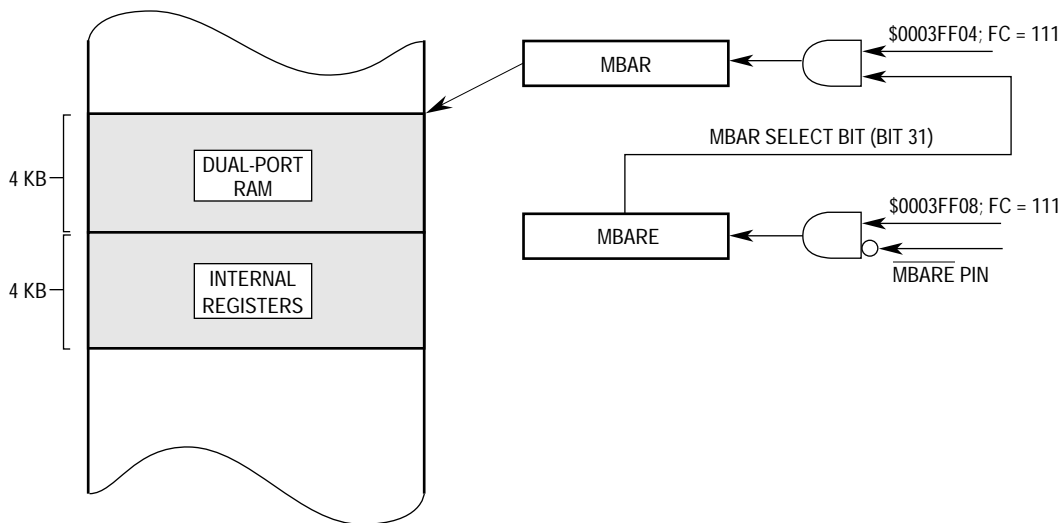 $0003FF04; FC = 111
MBAR
MBAR SELECT BIT (BIT 31)
4 KB
DUAL-PORT
RAM
$0003FF08; FC = 111
MBARE
MBARE PIN
4 KB
INTERNAL
REGISTERS